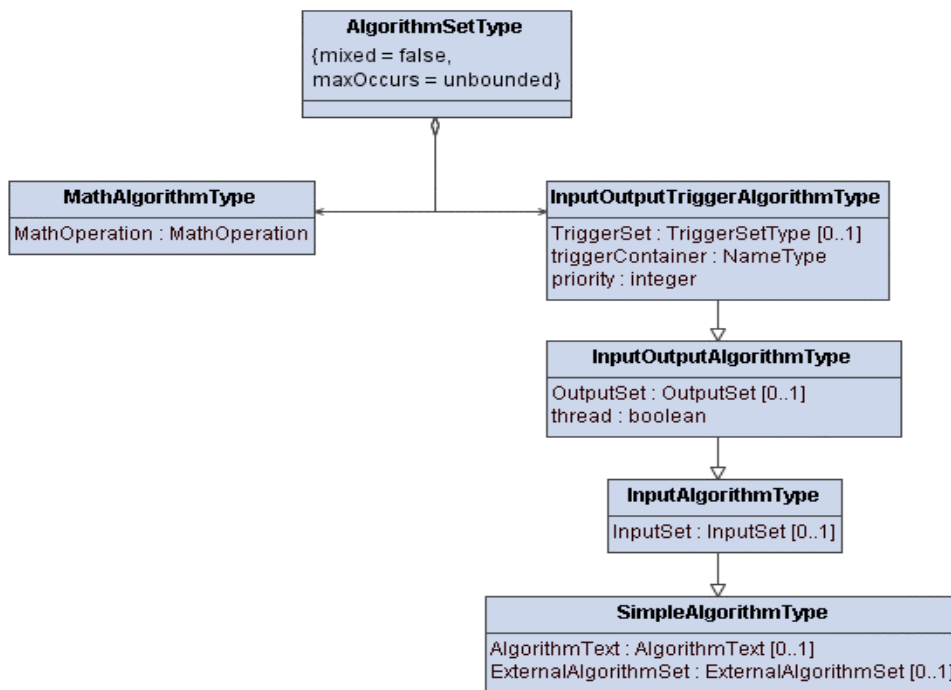 AlgorithmSetType
{mixed = false,
maxOccurs = unbounded}
MathAlgorithmType
MathOperation : MathOperation
InputOutputTriggerAlgorithmType
TriggerSet : TriggerSetType [0..1]
triggerContainer : NameType
priority : integer
InputOutputAlgorithmType
OutputSet : OutputSet [0..1]
thread : boolean
InputAlgorithmType
InputSet : InputSet [0..1]
SimpleAlgorithmType
AlgorithmText : AlgorithmText [0..1]
ExternalAlgorithmSet : ExternalAlgorithmSet [0..1]